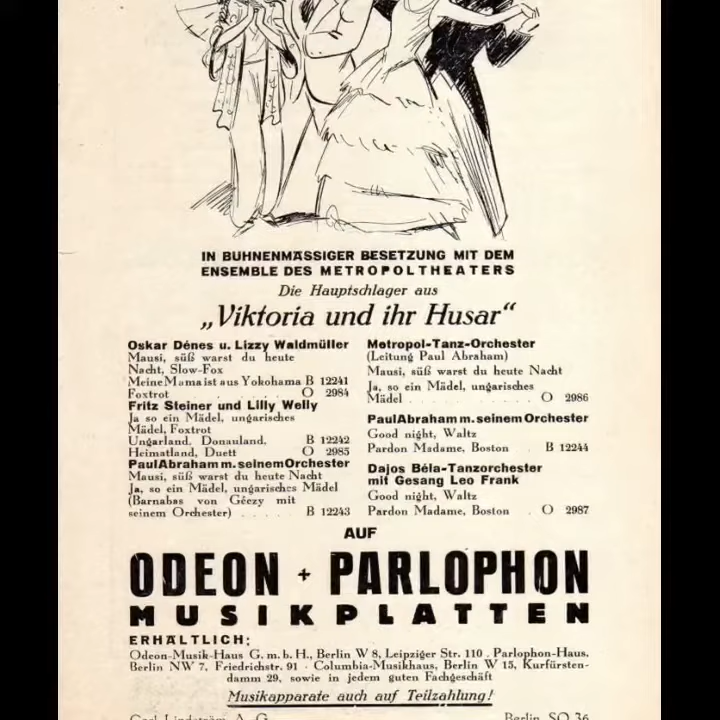 IN BUHNENMÄSSIGER BESETZUNG MIT DEM
ENSEMBLE DES METROPOLTHEATERS
Die Hauptschlager aus
„Viktoria und ihr Husar“
Oskar Dénes u. Lizzy Waldmüller
Mausi, süß warst du heute
Nacht, Slow-Fox
Meine Mama ist aus Yokohama B 12241
Foxtrot . . . . . . O 2984
Fritz Steiner und Lilly Welly
Ja so ein Mädel, ungarisches
Mädel, Foxtrot
Ungarland, Donauland, B 12242
Heimatland, Duett O 2985
Paul Abraham m. seinem Orchester
Mausi, süß warst du heute Nacht
Ja, so ein Mädel, ungarisches Mädel
(Barnabas von Géczy mit
seinem Orchester) . . . . . B 12243
Metropol-Tanz-Orchester
(Leitung Paul Abraham)
Mausi, süß warst du heute Nacht
Ja, so ein Mädel, ungarisches
Mädel . . . . . . . . . O 2986
Paul Abraham m. seinem Orchester
Good night, Waltz
Pardon Madame, Boston . B 12244
Dajos Béla-Tanzorchester
mit Gesang Leo Frank
Good night, Waltz
Pardon Madame, Boston . O 2987
AUF
ODEON + PARLOPHON
MUSIKPLATTEN
ERHÄLTLICH:
Odeon-Musik-Haus G. m. b. H., Berlin W 8, Leipziger Str. 110 . Parlophon-Haus,
Berlin NW 7, Friedrichstr. 91 · Columbia-Musikhaus, Berlin W 15, Kurfürsten-
damm 29, sowie in jedem guten Fachgeschäft
Musikapparate auch auf Teilzahlung!
Carl Lindström A. G. Berlin SO 36